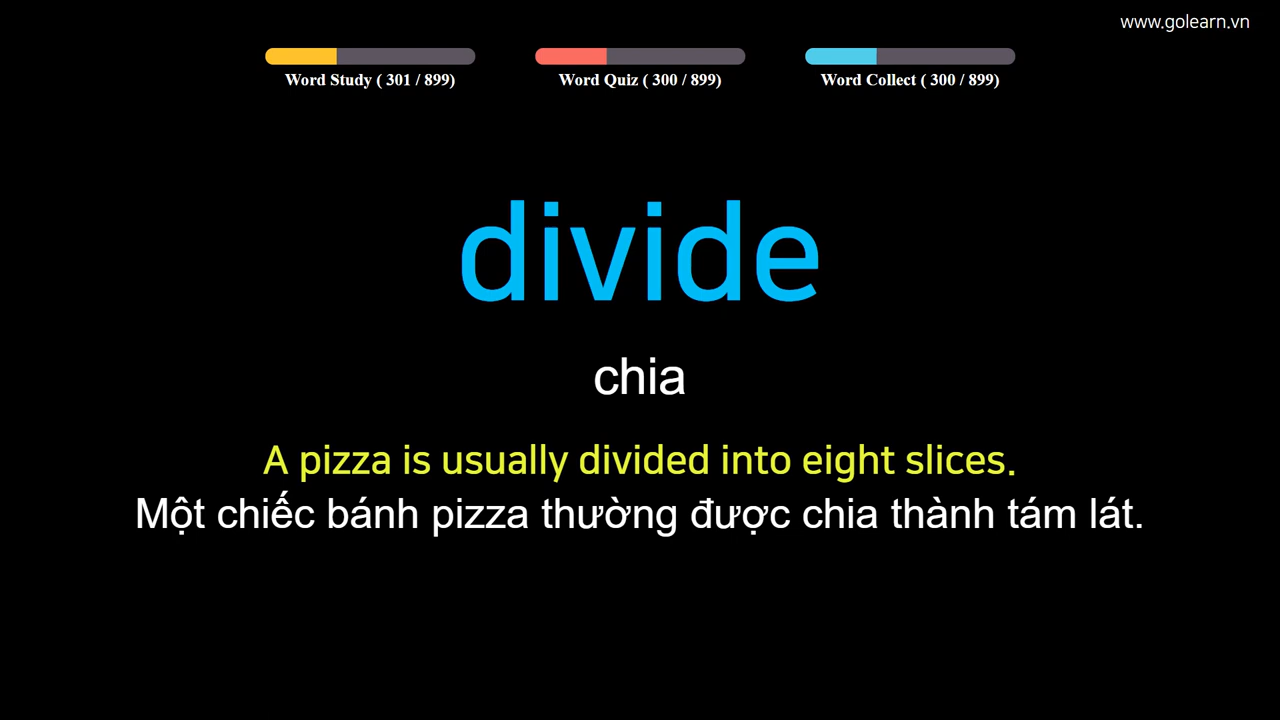 www.golearn.vn
Word Study ( 301 / 899)
Word Quiz ( 300 / 899)
Word Collect ( 300 / 899)
divide
chia
A pizza is usually divided into eight slices.
Một chiếc bánh pizza thường được chia thành tám lát.